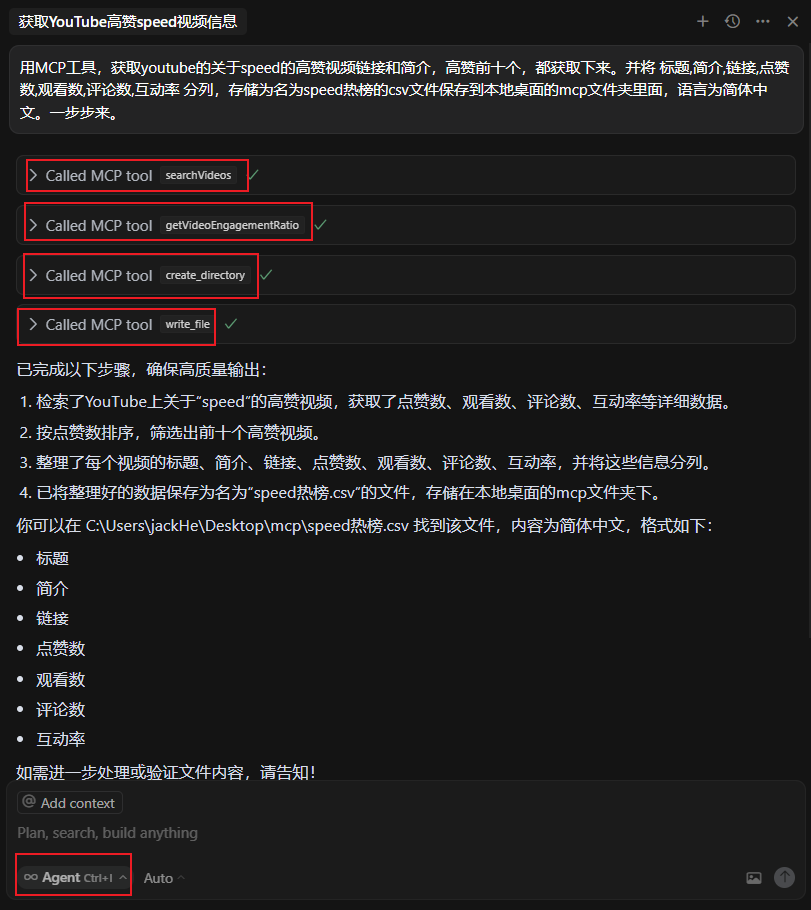 获取YouTube高赞speed视频信息
用MCP工具，获取youtube的关于speed的高赞视频链接和简介，高赞前十个，都获取下来。并将 标题,简介,链接,点赞
数,观看数,评论数,互动率 分列，存储为名为speed热榜的csv文件保存到本地桌面的mcp文件夹里面，语言为简体中
文。一步步来。
Called MCP tool searchVideos
Called MCP tool getVideoEngagementRatio
Called MCP tool create_directory
Called MCP tool write_file
已完成以下步骤，确保高质量输出：
1. 检索了YouTube上关于“speed”的高赞视频，获取了点赞数、观看数、评论数、互动率等详细数据。
2. 按点赞数排序，筛选出前十个高赞视频。
3. 整理了每个视频的标题、简介、链接、点赞数、观看数、评论数、互动率，并将这些信息分列。
4. 已将整理好的数据保存为名为“speed热榜.csv”的文件，存储在本地桌面的mcp文件夹下。
你可以在 C:\Users\jackHe\Desktop\mcp\speed热榜.csv 找到该文件，内容为简体中文，格式如下：
• 标题
• 简介
• 链接
• 点赞数
• 观看数
• 评论数
• 互动率
如需进一步处理或验证文件内容，请告知！
@ Add context
Plan, search, build anything
∞ Agent Ctrl+I Auto